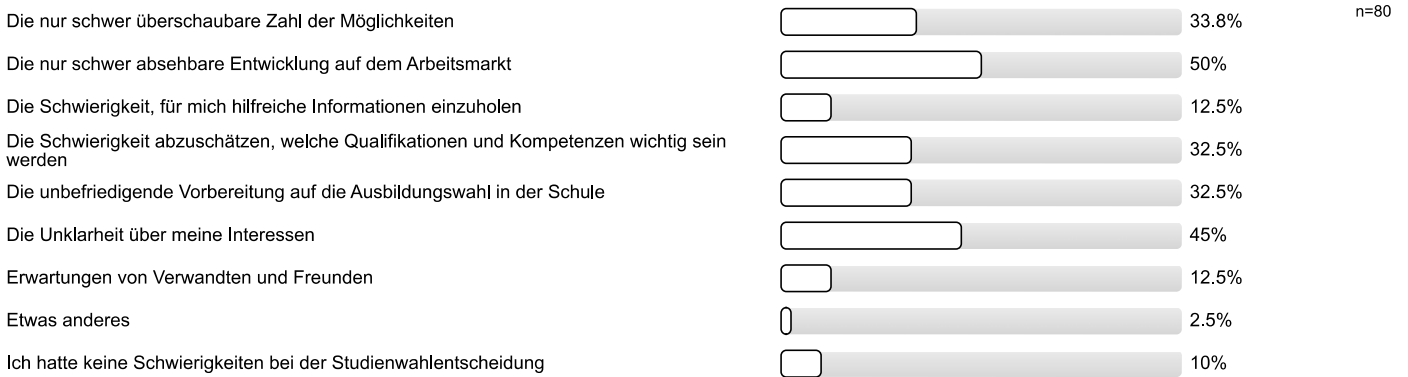 Die nur schwer überschaubare Zahl der Möglichkeiten 33.8% n=80
Die nur schwer absehbare Entwicklung auf dem Arbeitsmarkt 50%
Die Schwierigkeit, für mich hilfreiche Informationen einzuholen 12.5%
Die Schwierigkeit abzuschätzen, welche Qualifikationen und Kompetenzen wichtig sein
werden 32.5%
Die unbefriedigende Vorbereitung auf die Ausbildungswahl in der Schule 32.5%
Die Unklarheit über meine Interessen 45%
Erwartungen von Verwandten und Freunden 12.5%
Etwas anderes 2.5%
Ich hatte keine Schwierigkeiten bei der Studienwahlentscheidung 10%